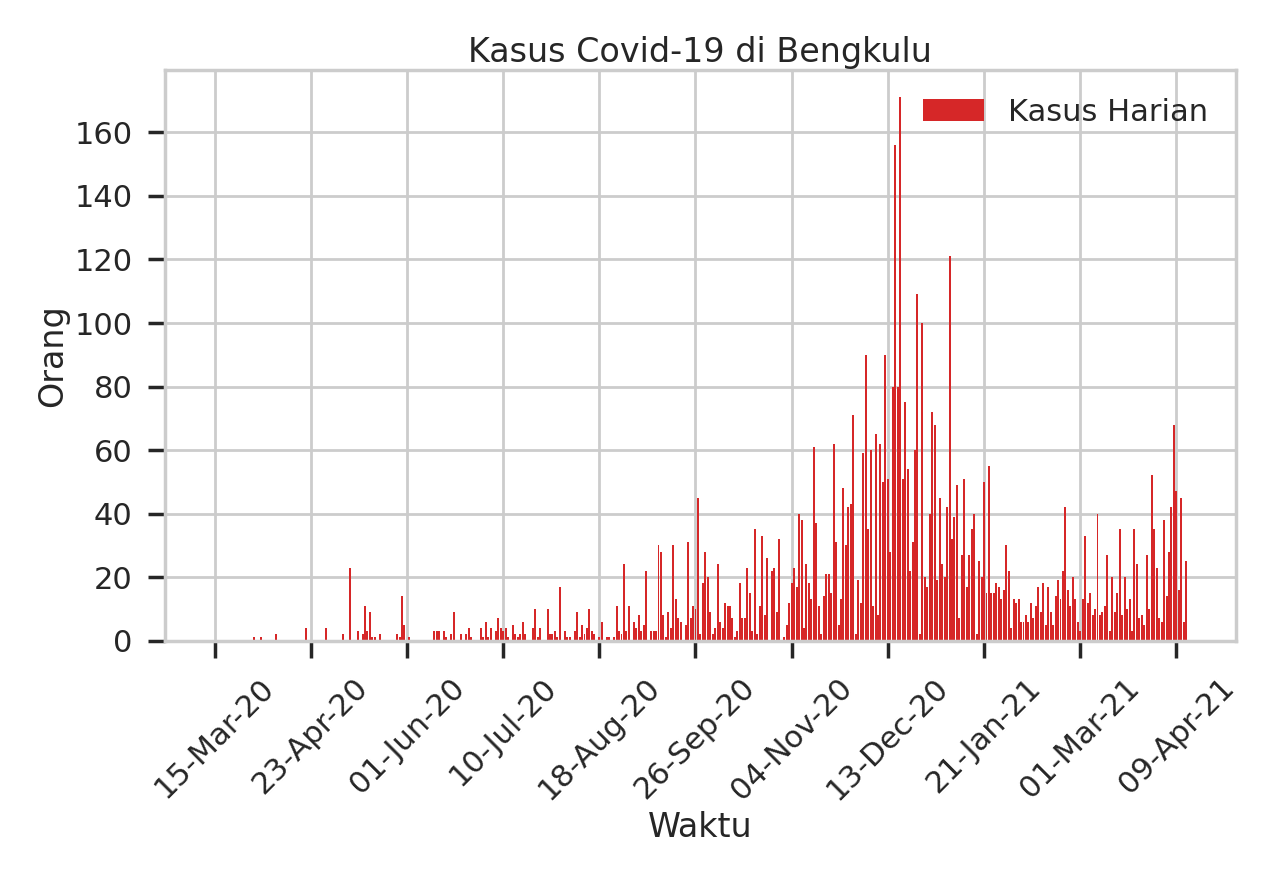 Kasus Covid-19 di Bengkulu
Kasus Harian
Orang
160
140
120
100
80
60
40
20
0
15-Mar-20
23-Apr-20
01-Jun-20
10-Jul-20
18-Aug-20
26-Sep-20
04-Nov-20
13-Dec-20
21-Jan-21
01-Mar-21
09-Apr-21
Waktu